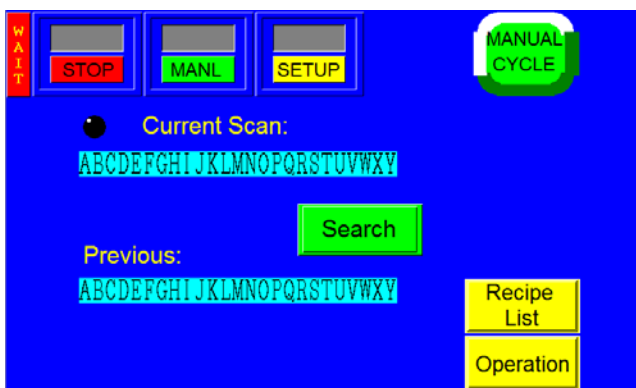 WAIT
STOP
MANL
SETUP
MANUAL
CYCLE
Current Scan:
ABCDEFGHIJKLMNOPQRSTUVWXY
Search
Previous:
ABCDEFGHIJKLMNOPQRSTUVWXY
Recipe
List
Operation